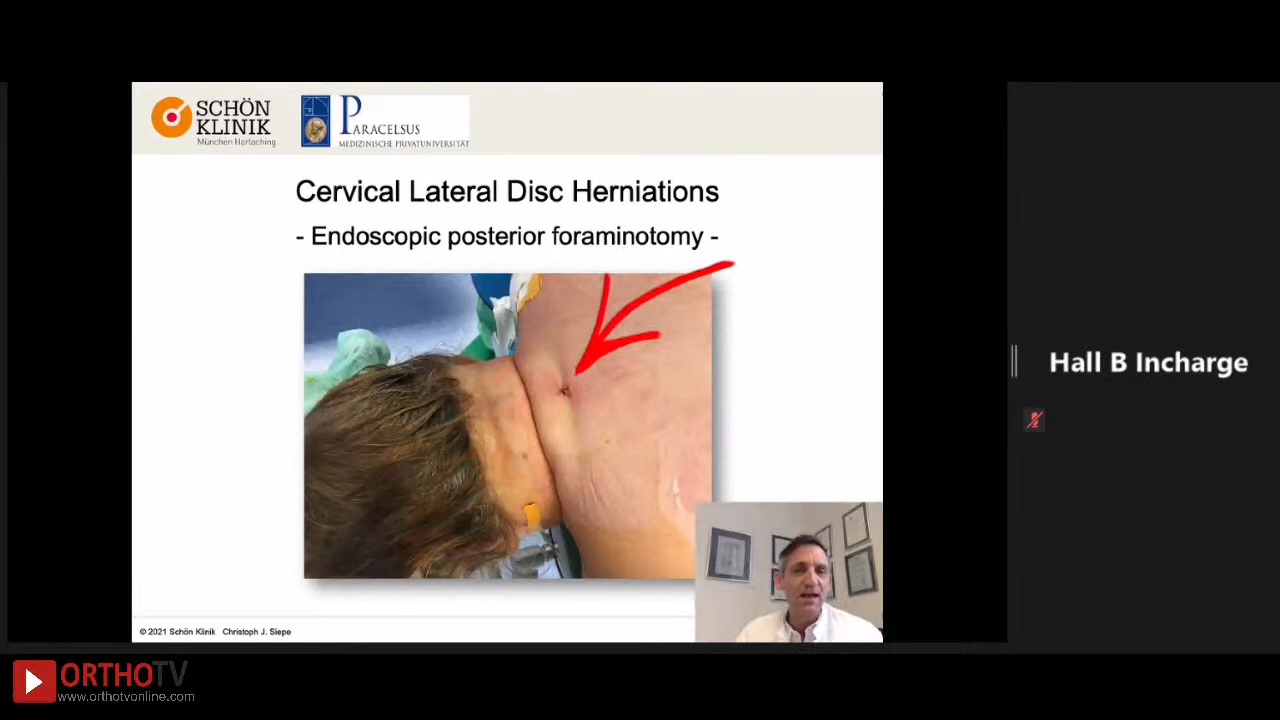 SCHÖN
KLINIK
München Harlaching
PARACELSUS
MEDIZINISCHE PRIVATUNIVERSITÄT
Cervical Lateral Disc Herniations
- Endoscopic posterior foraminotomy -
Hall B Incharge
© 2021 Schön Klinik Christoph J. Siepe
ORTHOTV
www.orthotvonline.com